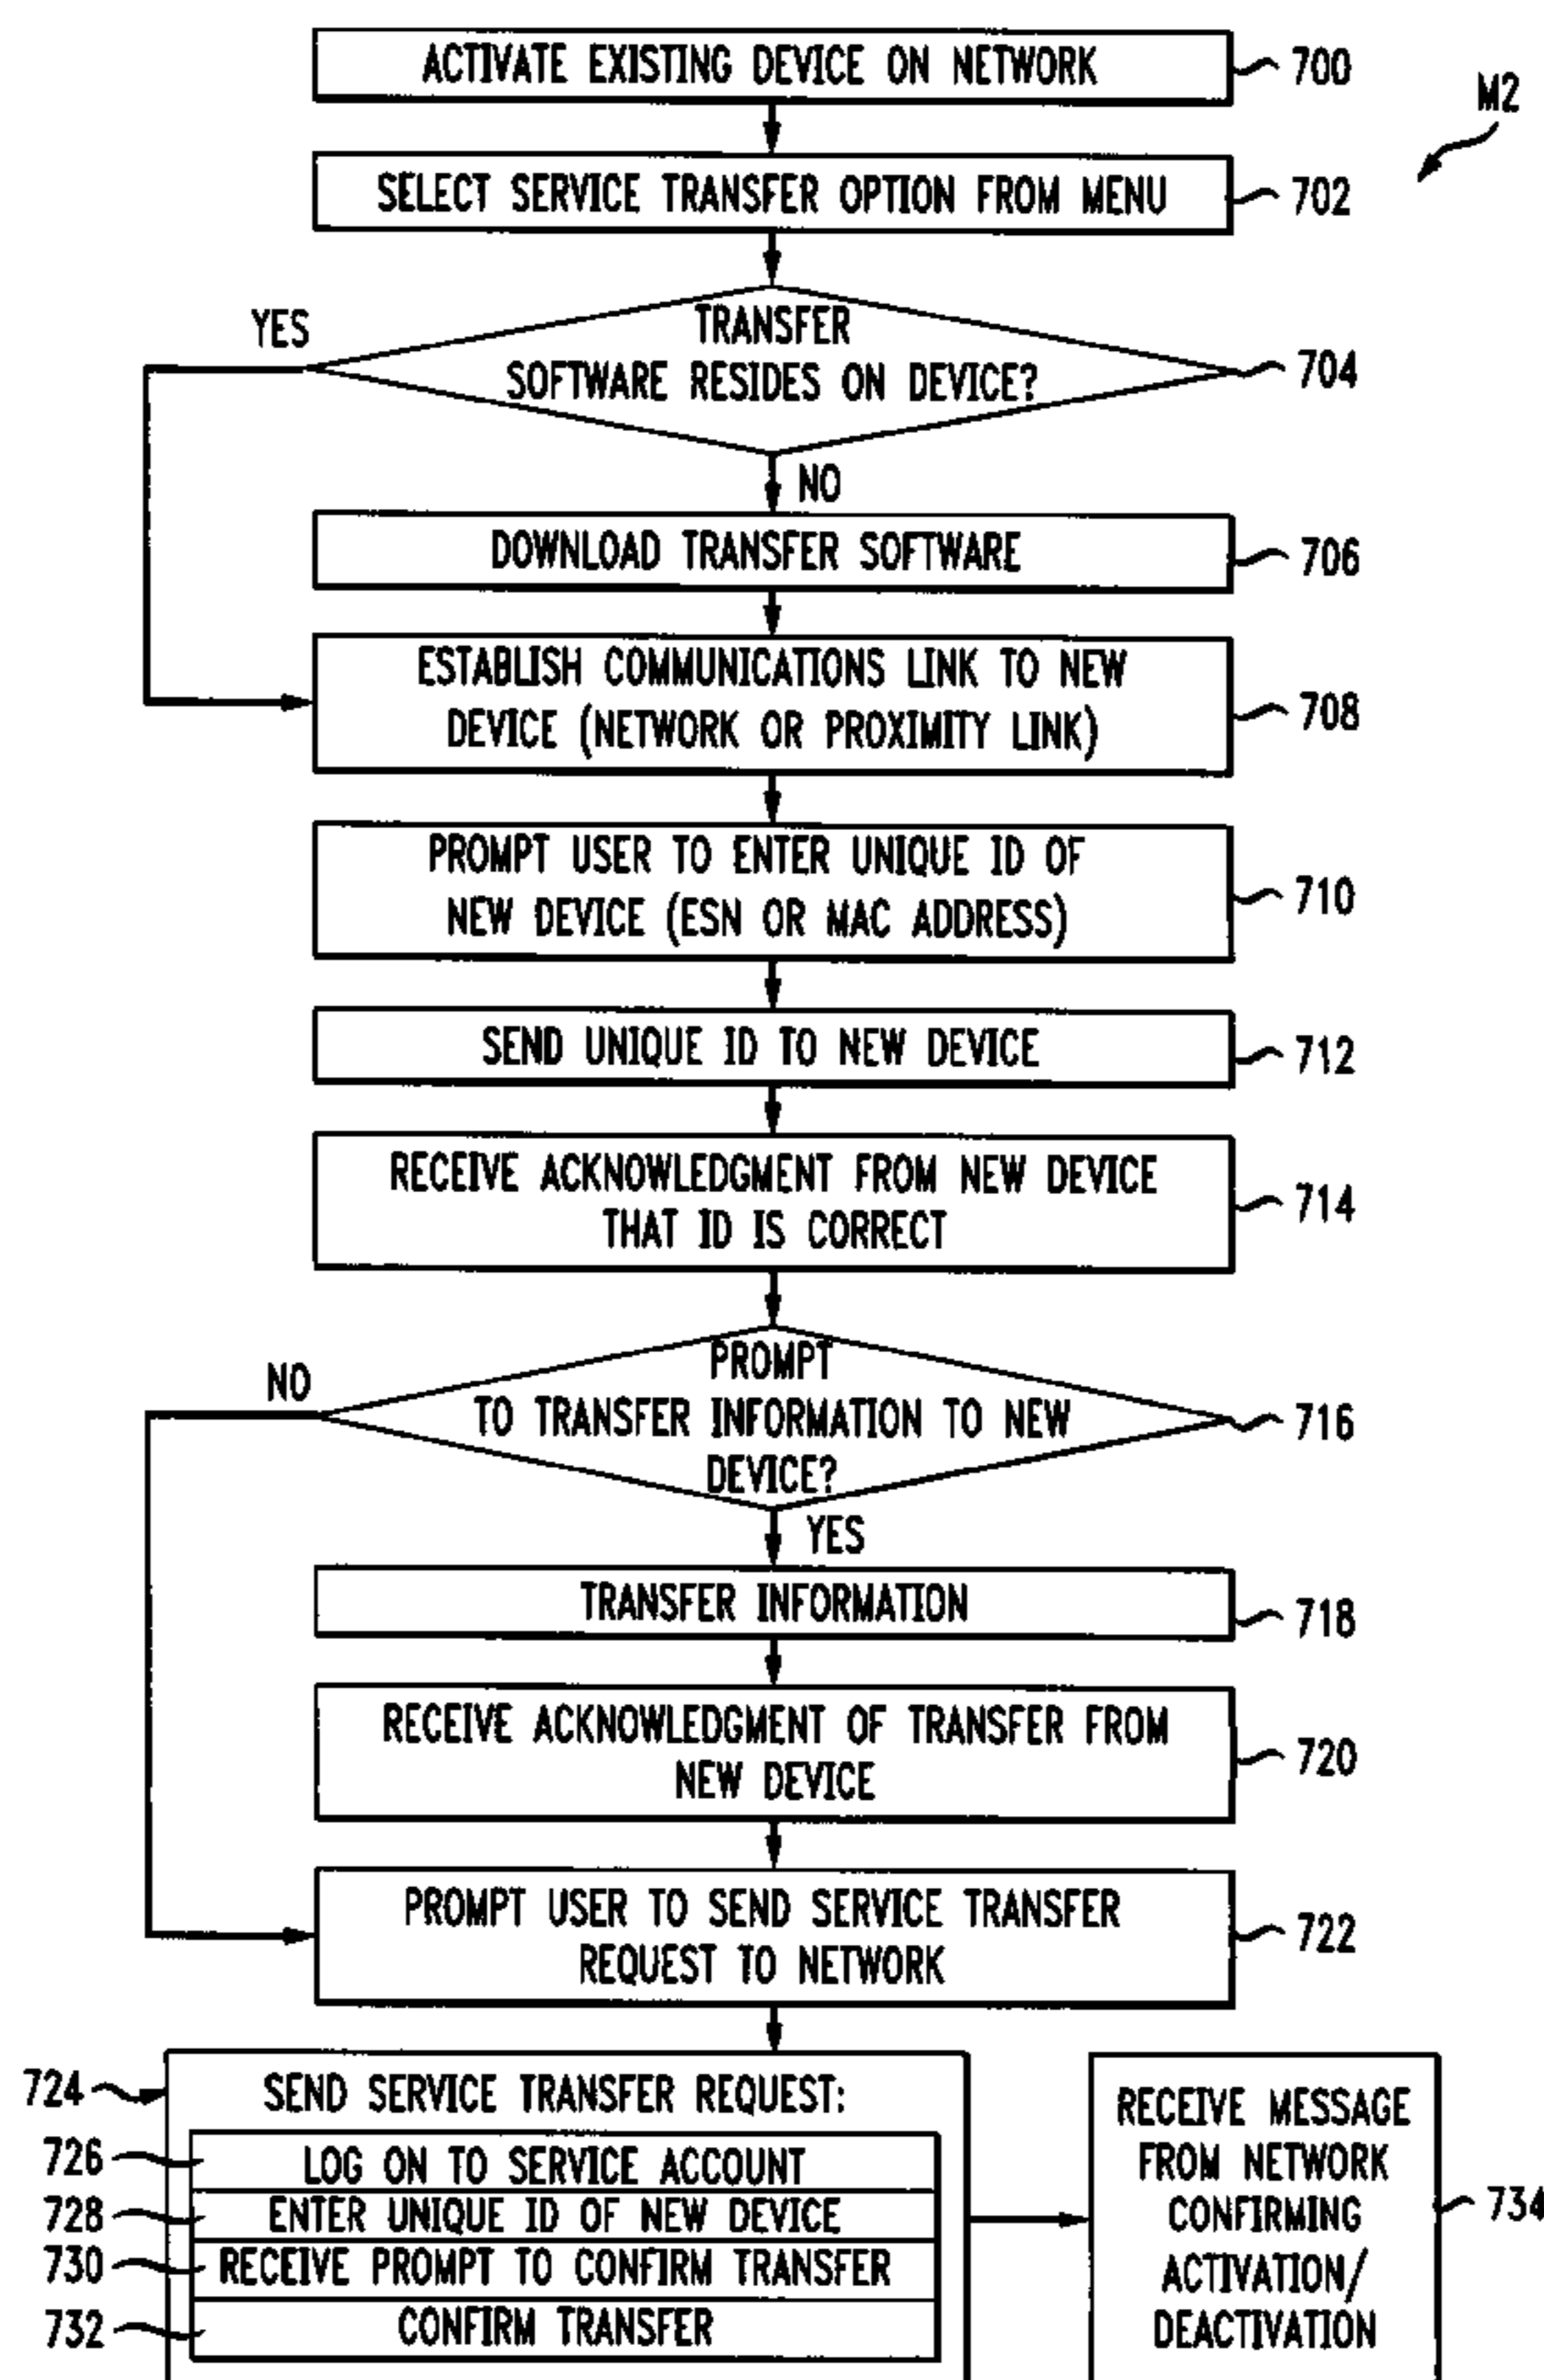 ACTIVATE EXISTING DEVICE ON NETWORK
700
M2
SELECT SERVICE TRANSFER OPTION FROM MENU
702
YES
TRANSFER
SOFTWARE RESIDES ON DEVICE?
704
NO
DOWNLOAD TRANSFER SOFTWARE
706
ESTABLISH COMMUNICATIONS LINK TO NEW
DEVICE (NETWORK OR PROXIMITY LINK)
708
PROMPT USER TO ENTER UNIQUE ID OF
NEW DEVICE (ESN OR MAC ADDRESS)
710
SEND UNIQUE ID TO NEW DEVICE
712
RECEIVE ACKNOWLEDGMENT FROM NEW DEVICE
THAT ID IS CORRECT
714
NO
PROMPT
TO TRANSFER INFORMATION TO NEW
DEVICE?
716
YES
TRANSFER INFORMATION
718
RECEIVE ACKNOWLEDGMENT OF TRANSFER FROM
NEW DEVICE
720
PROMPT USER TO SEND SERVICE TRANSFER
REQUEST TO NETWORK
722
724
SEND SERVICE TRANSFER REQUEST:
726
LOG ON TO SERVICE ACCOUNT
728
ENTER UNIQUE ID OF NEW DEVICE
730
RECEIVE PROMPT TO CONFIRM TRANSFER
732
CONFIRM TRANSFER
RECEIVE MESSAGE
FROM NETWORK
CONFIRMING
ACTIVATION/
DEACTIVATION
734